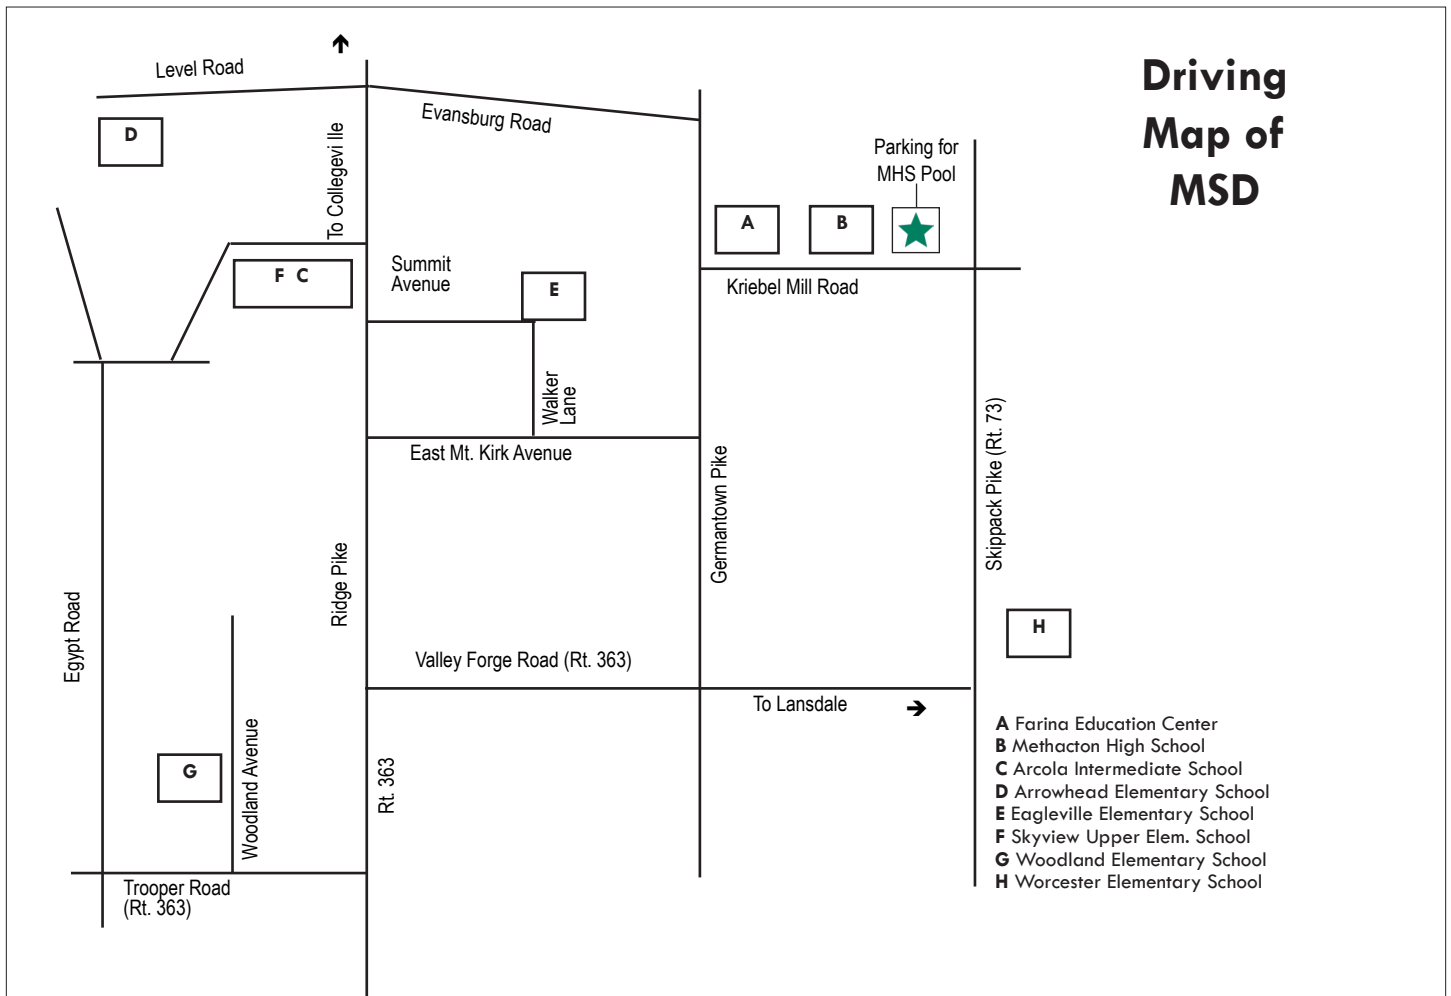 Driving
Map of
MSD
Level Road
Evansburg Road
To Collegevi lle
Parking for
MHS Pool
D
A
B
F C
Summit
Avenue
E
Kriebel Mill Road
Walker
Lane
East Mt. Kirk Avenue
Germantown Pike
Skippack Pike (Rt. 73)
Ridge Pike
Egypt Road
H
Valley Forge Road (Rt. 363)
To Lansdale
G
Woodland Avenue
Rt. 363
Trooper Road
(Rt. 363)
A Farina Education Center
B Methacton High School
C Arcola Intermediate School
D Arrowhead Elementary School
E Eagleville Elementary School
F Skyview Upper Elem. School
G Woodland Elementary School
H Worcester Elementary School